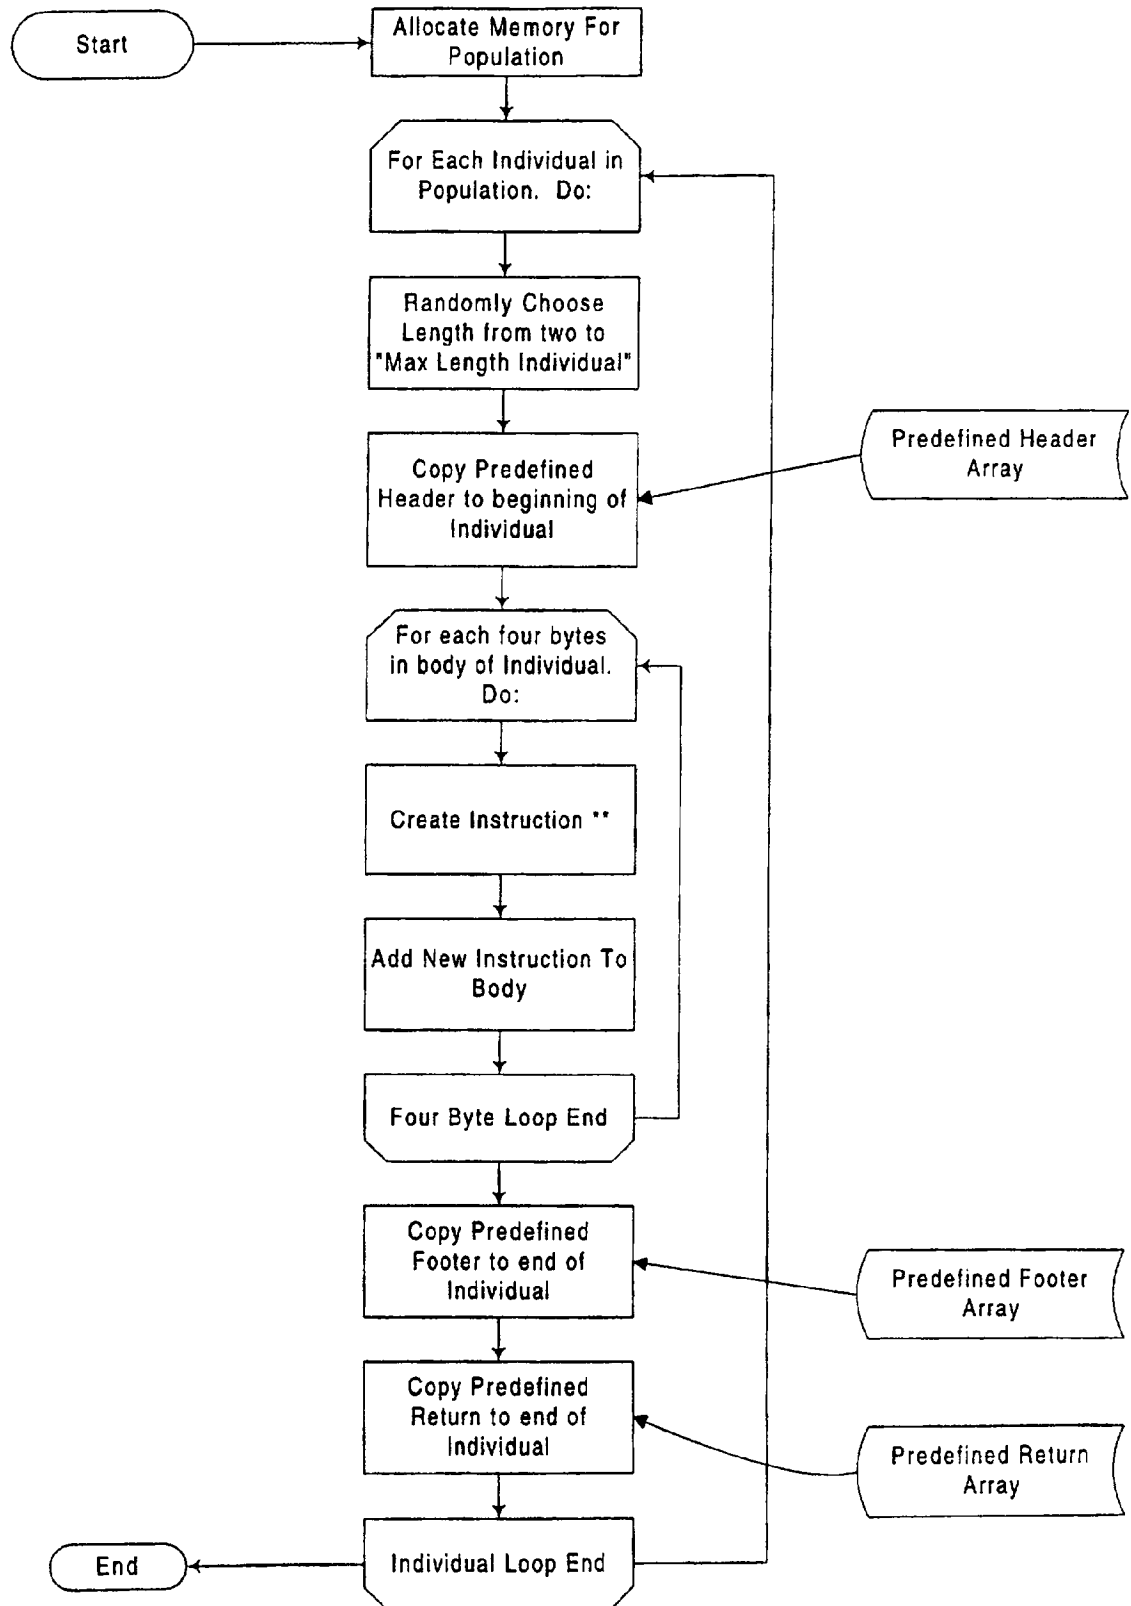 Start
Allocate Memory For
Population
For Each Individual in
Population. Do:
Randomly Choose
Length from two to
"Max Length Individual"
Copy Predefined
Header to beginning of
Individual
Predefined Header
Array
For each four bytes
in body of Individual.
Do:
Create Instruction **
Add New Instruction To
Body
Four Byte Loop End
Copy Predefined
Footer to end of
Individual
Predefined Footer
Array
Copy Predefined
Return to end of
Individual
Predefined Return
Array
Individual Loop End
End